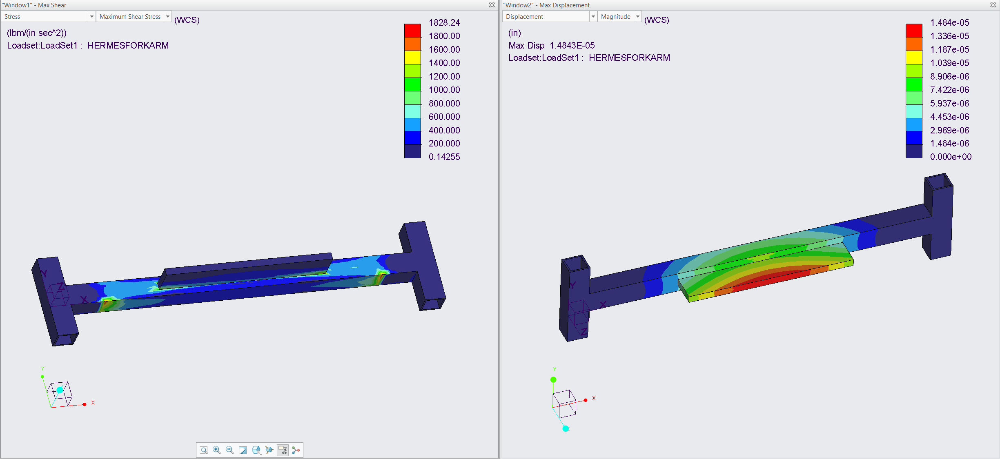 "Window1" - Max Shear
Stress
Maximum Shear Stress
(WCS)
(lbm/(in sec^2))
Loadset:LoadSet1 : HERMESFORKARM
1828.24
1800.00
1600.00
1400.00
1200.00
1000.00
800.000
600.000
400.000
200.000
0.14255
Y
Z
X
Y
Z
X
"Window2" - Max Displacement
Displacement
Magnitude
(WCS)
(in)
Max Disp 1.4843E-05
Loadset:LoadSet1 : HERMESFORKARM
1.484e-05
1.336e-05
1.187e-05
1.039e-05
8.906e-06
7.422e-06
5.937e-06
4.453e-06
2.969e-06
1.484e-06
0.000e+00
Y
X
Z
Y
X
Z